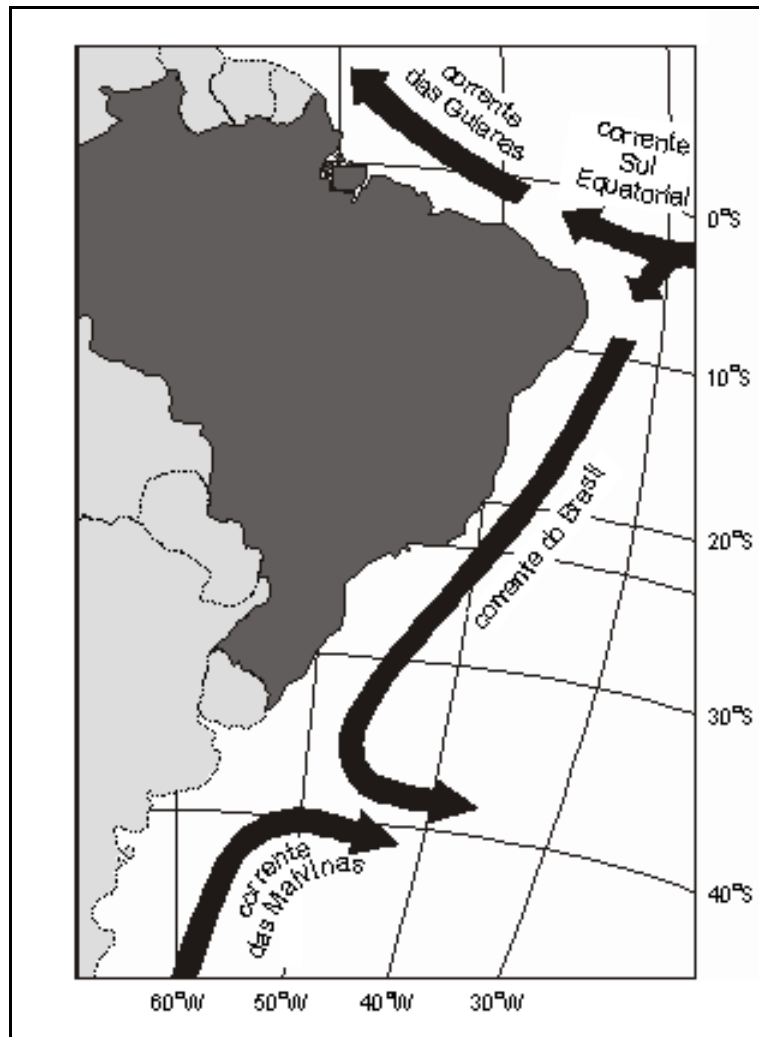 corrente
das Guianas
corrente
Sul
Equatorial
0°S
10°S
corrente do Brasil
20°S
30°S
corrente
das Malvinas
40°S
60°W 50°W 40°W 30°W